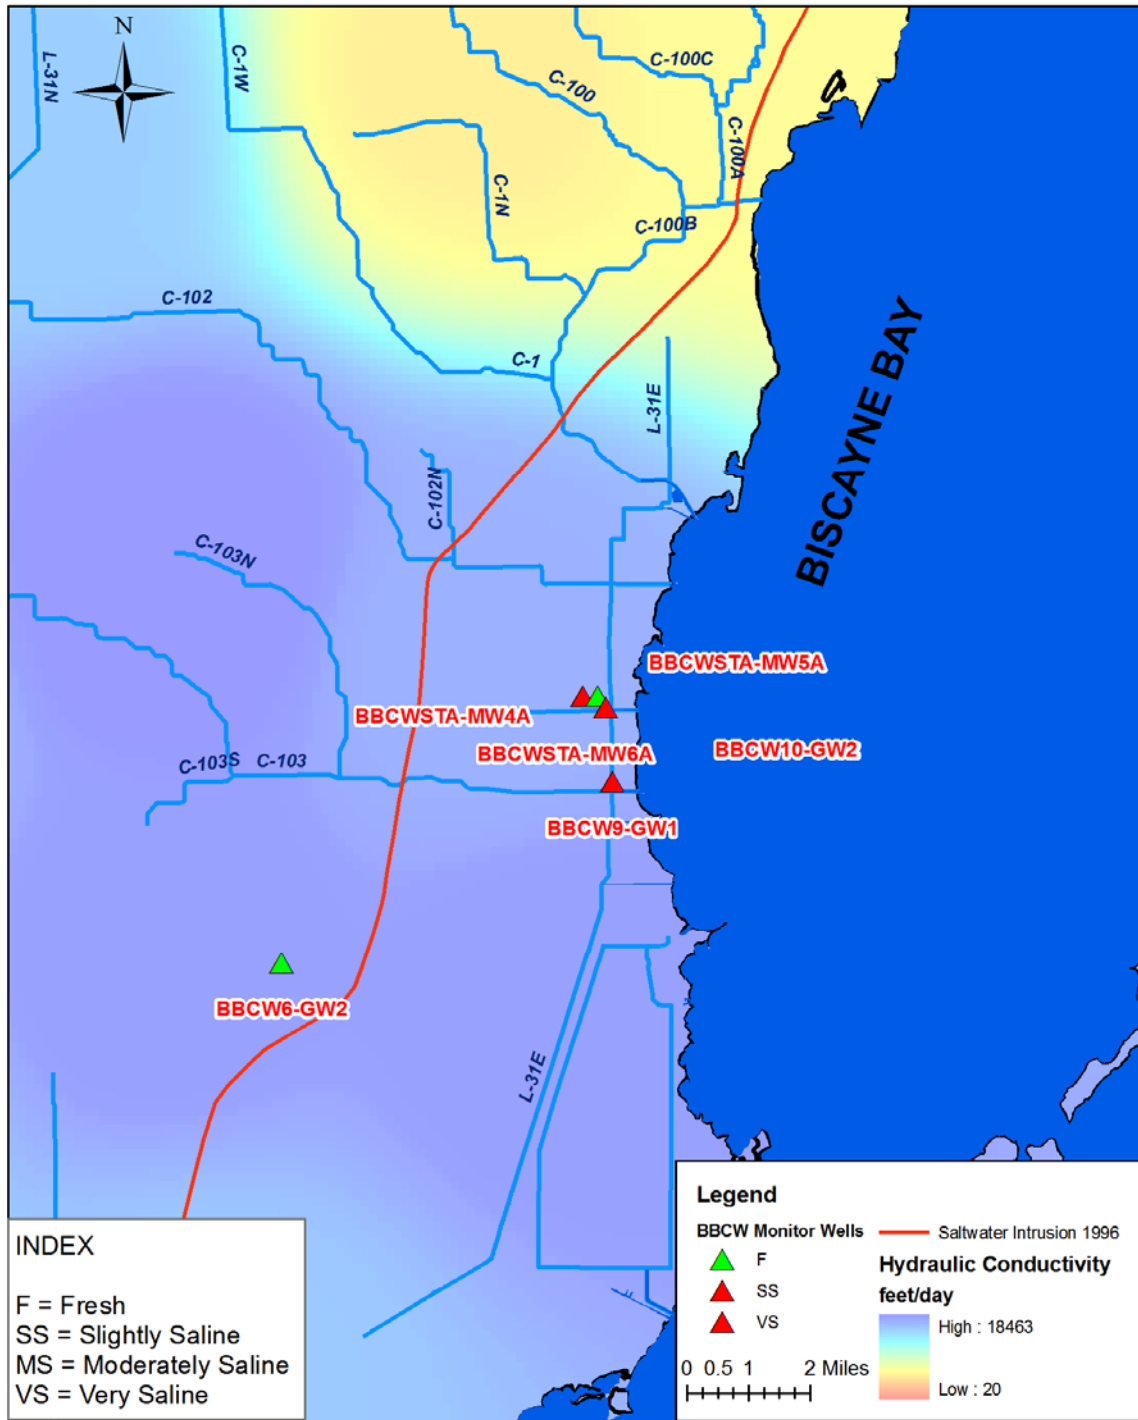 N
L-31N
C-1W
C-100
C-100C
C-100A
C-1N
C-100B
C-102
C-1
L-31E
BISCAYNE BAY
C-102N
C-103N
BBCWSTA-MW5A
BBCWSTA-MW4A
BBCWSTA-MW6A
BBCW10-GW2
C-103S
C-103
BBCW9-GW1
BBCW6-GW2
L-31E
INDEX
F = Fresh
SS = Slightly Saline
MS = Moderately Saline
VS = Very Saline
Legend
BBCW Monitor Wells
F
SS
VS
0 0.5 1 2 Miles
Saltwater Intrusion 1996
Hydraulic Conductivity
feet/day
High : 18463
Low : 20